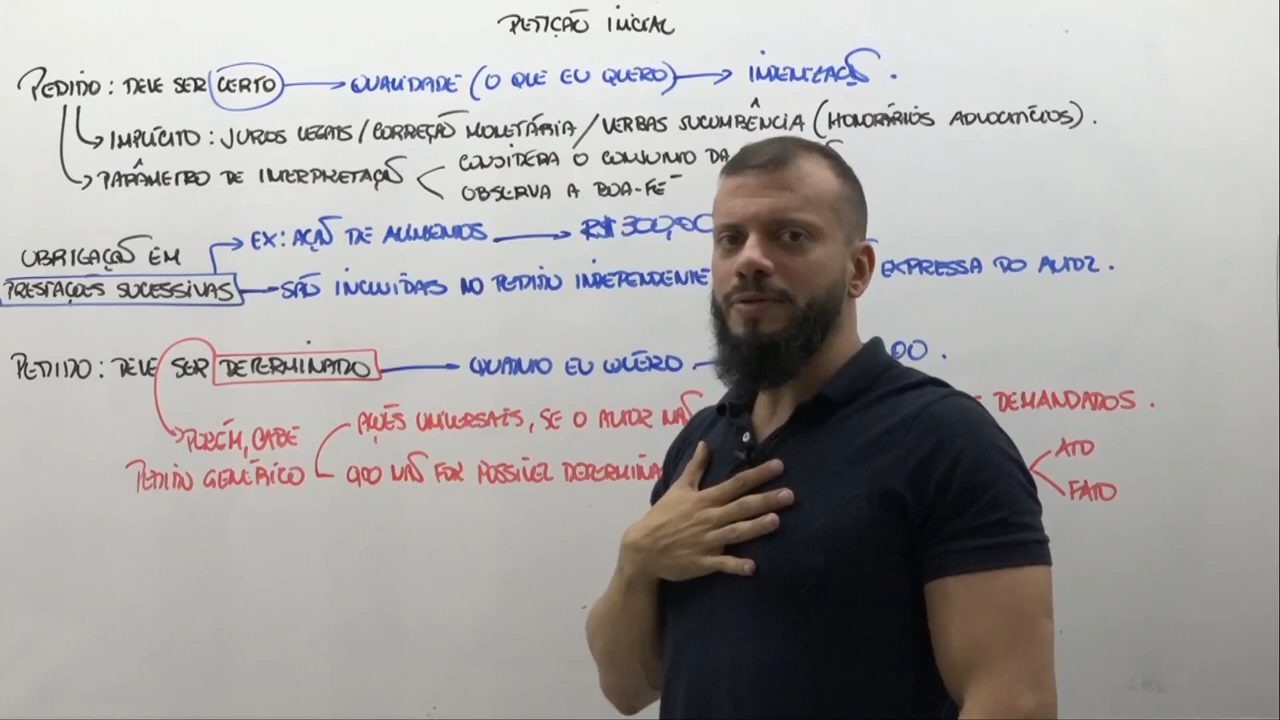 PETIÇÃO INICIAL
PEDIDO: DEVE SER CERTO → QUALIDADE (O QUE EU QUERO) → INDENIZAÇÃO.
IMPLÍCITO: JUROS LEGAIS / CORREÇÃO MONETÁRIA / VERBAS SUCUMBÊNCIA (HONORÁRIOS ADVOCATÍCIOS).
PARÂMETRO DE INTERPRETAÇÃO
CONSIDERA O CONJUNTO DA
OBSERVA A BOA-FÉ
OBRIGAÇÃO EM
PRESTAÇÕES SUCESSIVAS
EX: AÇÃO DE ALIMENTOS → R$ 300,00
SÃO INCLUÍDAS NO PEDIDO INDEPENDENTE EXPRESSA DO AUTOR.
PEDIDO: DEVE SER DETERMINADO → QUANTO EU QUERO → 00.
PORÉM, CABE
PEDIDO GENÉRICO
AÇÕES UNIVERSAIS, SE O AUTOR NÃO DEMANDADOS.
QDO NÃO FOR POSSÍVEL DETERMINA
ATO
FATO